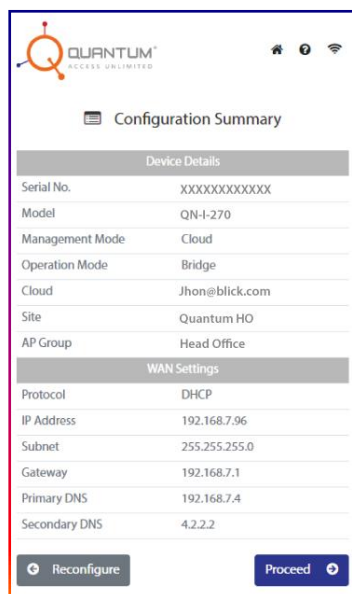 QUANTUM
ACCESS UNLIMITED
Configuration Summary
Device Details
Serial No. XXXXXXXXXXXX
Model QN-I-270
Management Mode Cloud
Operation Mode Bridge
Cloud Jhon@blick.com
Site Quantum HO
AP Group Head Office
WAN Settings
Protocol DHCP
IP Address 192.168.7.96
Subnet 255.255.255.0
Gateway 192.168.7.1
Primary DNS 192.168.7.4
Secondary DNS 4.2.2.2
Reconfigure Proceed